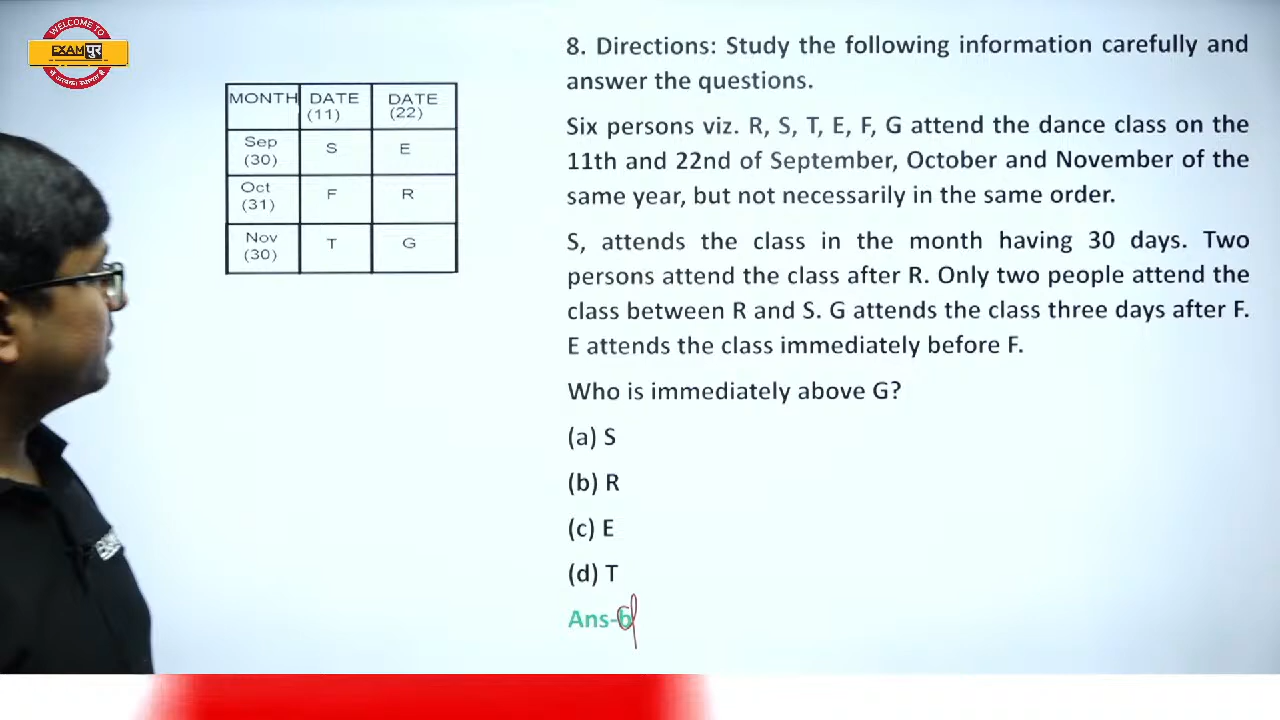 WELCOME TO
EXAMपुर
MONTH DATE (11) DATE (22)
Sep (30) S E
Oct (31) F R
Nov (30) T G
8. Directions: Study the following information carefully and
answer the questions.
Six persons viz. R, S, T, E, F, G attend the dance class on the
11th and 22nd of September, October and November of the
same year, but not necessarily in the same order.
S, attends the class in the month having 30 days. Two
persons attend the class after R. Only two people attend the
class between R and S. G attends the class three days after F.
E attends the class immediately before F.
Who is immediately above G?
(a) S
(b) R
(c) E
(d) T
Ans-b